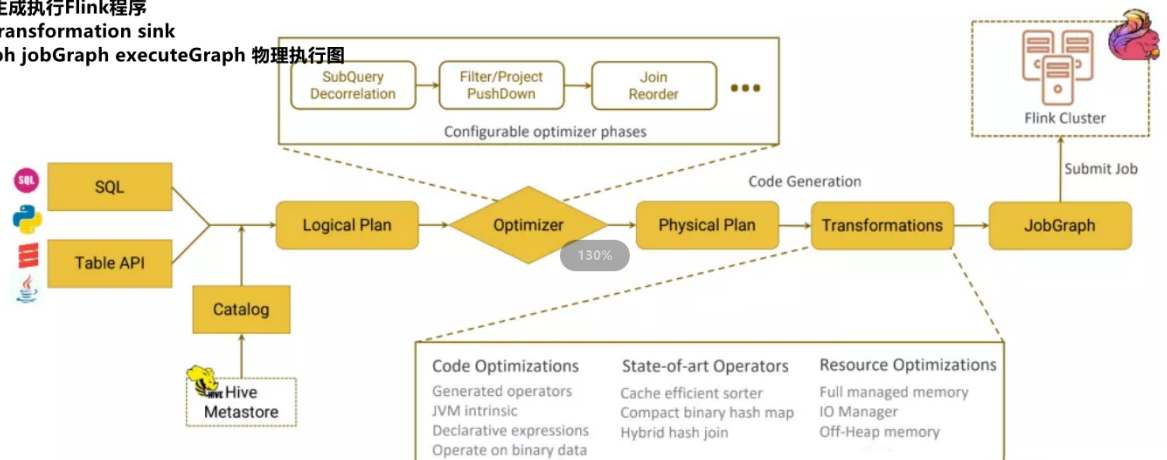 生成执行Flink程序
ransformation sink
ph jobGraph executeGraph 物理执行图
SubQuery
Decorrelation
Filter/Project
PushDown
Join
Reorder
Configurable optimizer phases
Flink Cluster
Submit Job
Code Generation
SQL
SQL
Table API
Logical Plan
Optimizer
Physical Plan
Transformations
JobGraph
130%
Catalog
HIVE
Hive
Metastore
Code Optimizations
Generated operators
JVM intrinsic
Declarative expressions
Operate on binary data
State-of-art Operators
Cache efficient sorter
Compact binary hash map
Hybrid hash join
Resource Optimizations
Full managed memory
IO Manager
Off-Heap memory